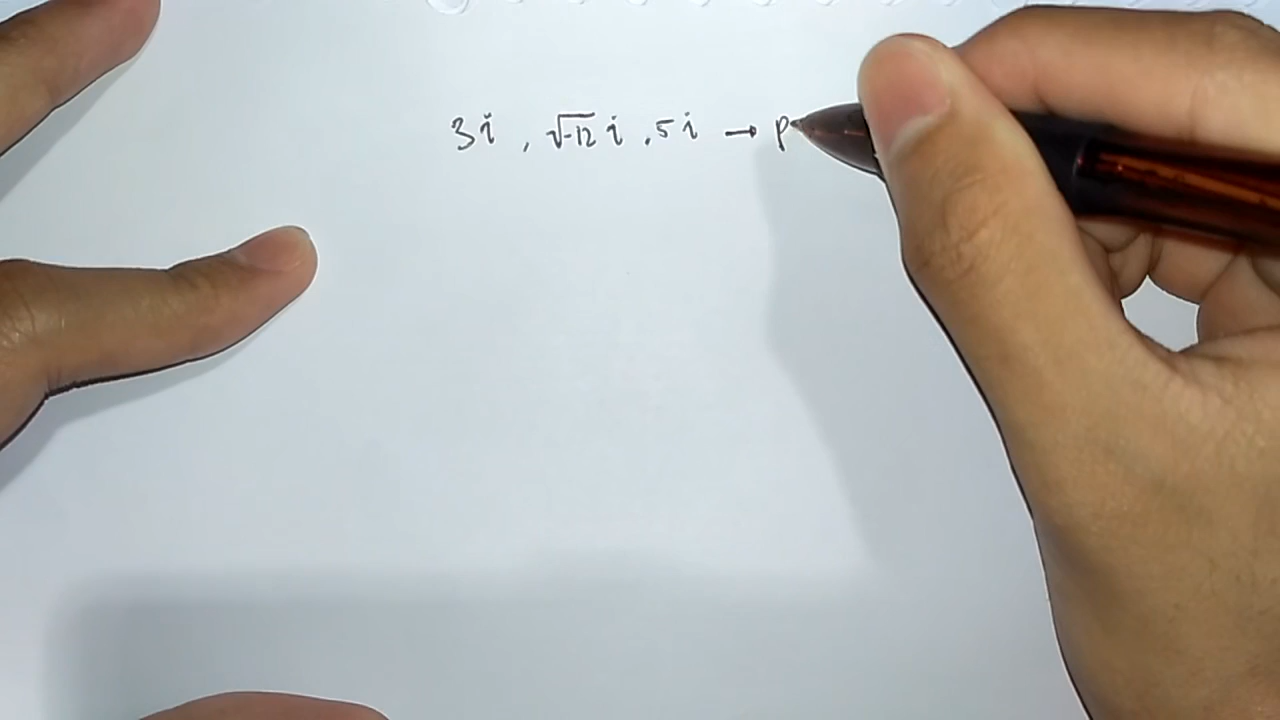 3i , √-12 i , 5i → p